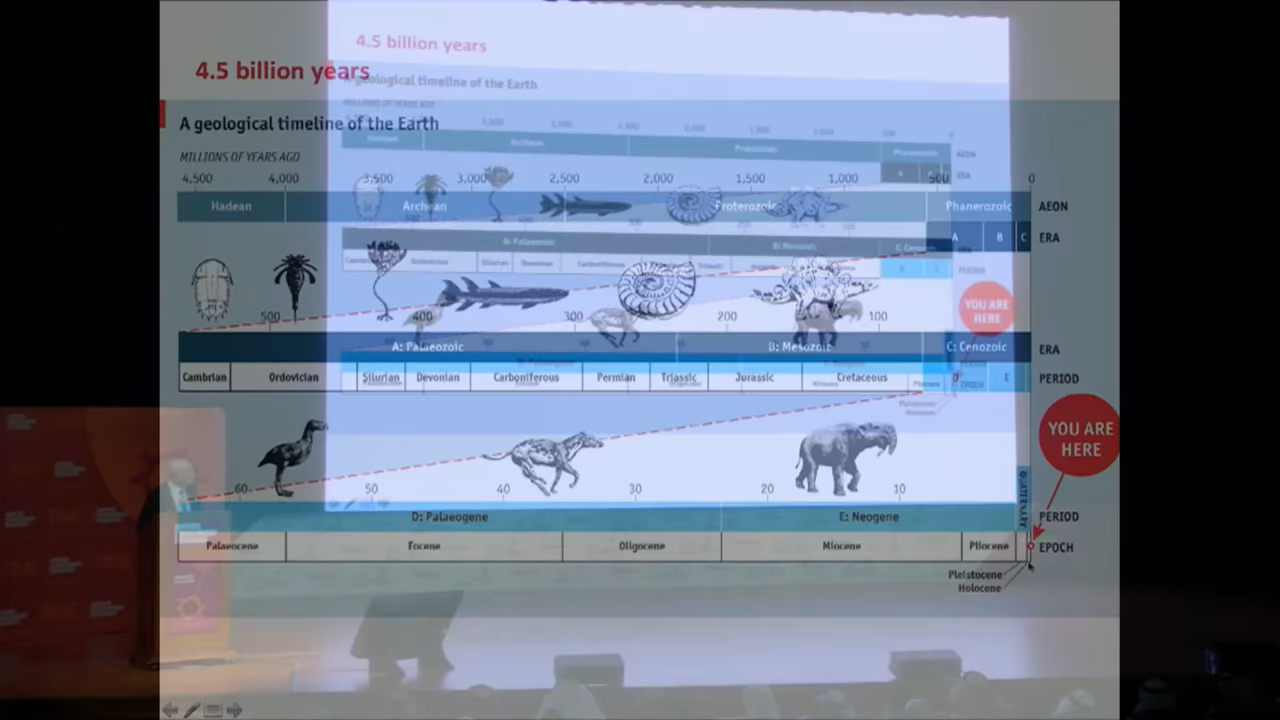 4.5 billion years
4.5 billion years
A geological timeline of the Earth
geological timeline of the Earth
MILLIONS OF YEARS AGO
MILLIONS OF YEARS AGO
4,500 4,000 3,500 3,000 2,500 2,000 1,500 1,000 500 0
Hadean Archean Proterozoic Phanerozoic AEON
A B C ERA
YOU ARE
HERE
500 400 300 200 100
A: Palaeozoic B: Mesozoic C: Cenozoic ERA
Cambrian Ordovician Silurian Devonian Carboniferous Permian Triassic Jurassic Cretaceous D E PERIOD
YOU ARE
HERE
60 50 40 30 20 10
QUATERNARY
D: Palaeogene E: Neogene PERIOD
Palaeocene Eocene Oligocene Miocene Pliocene EPOCH
Pleistocene
Holocene